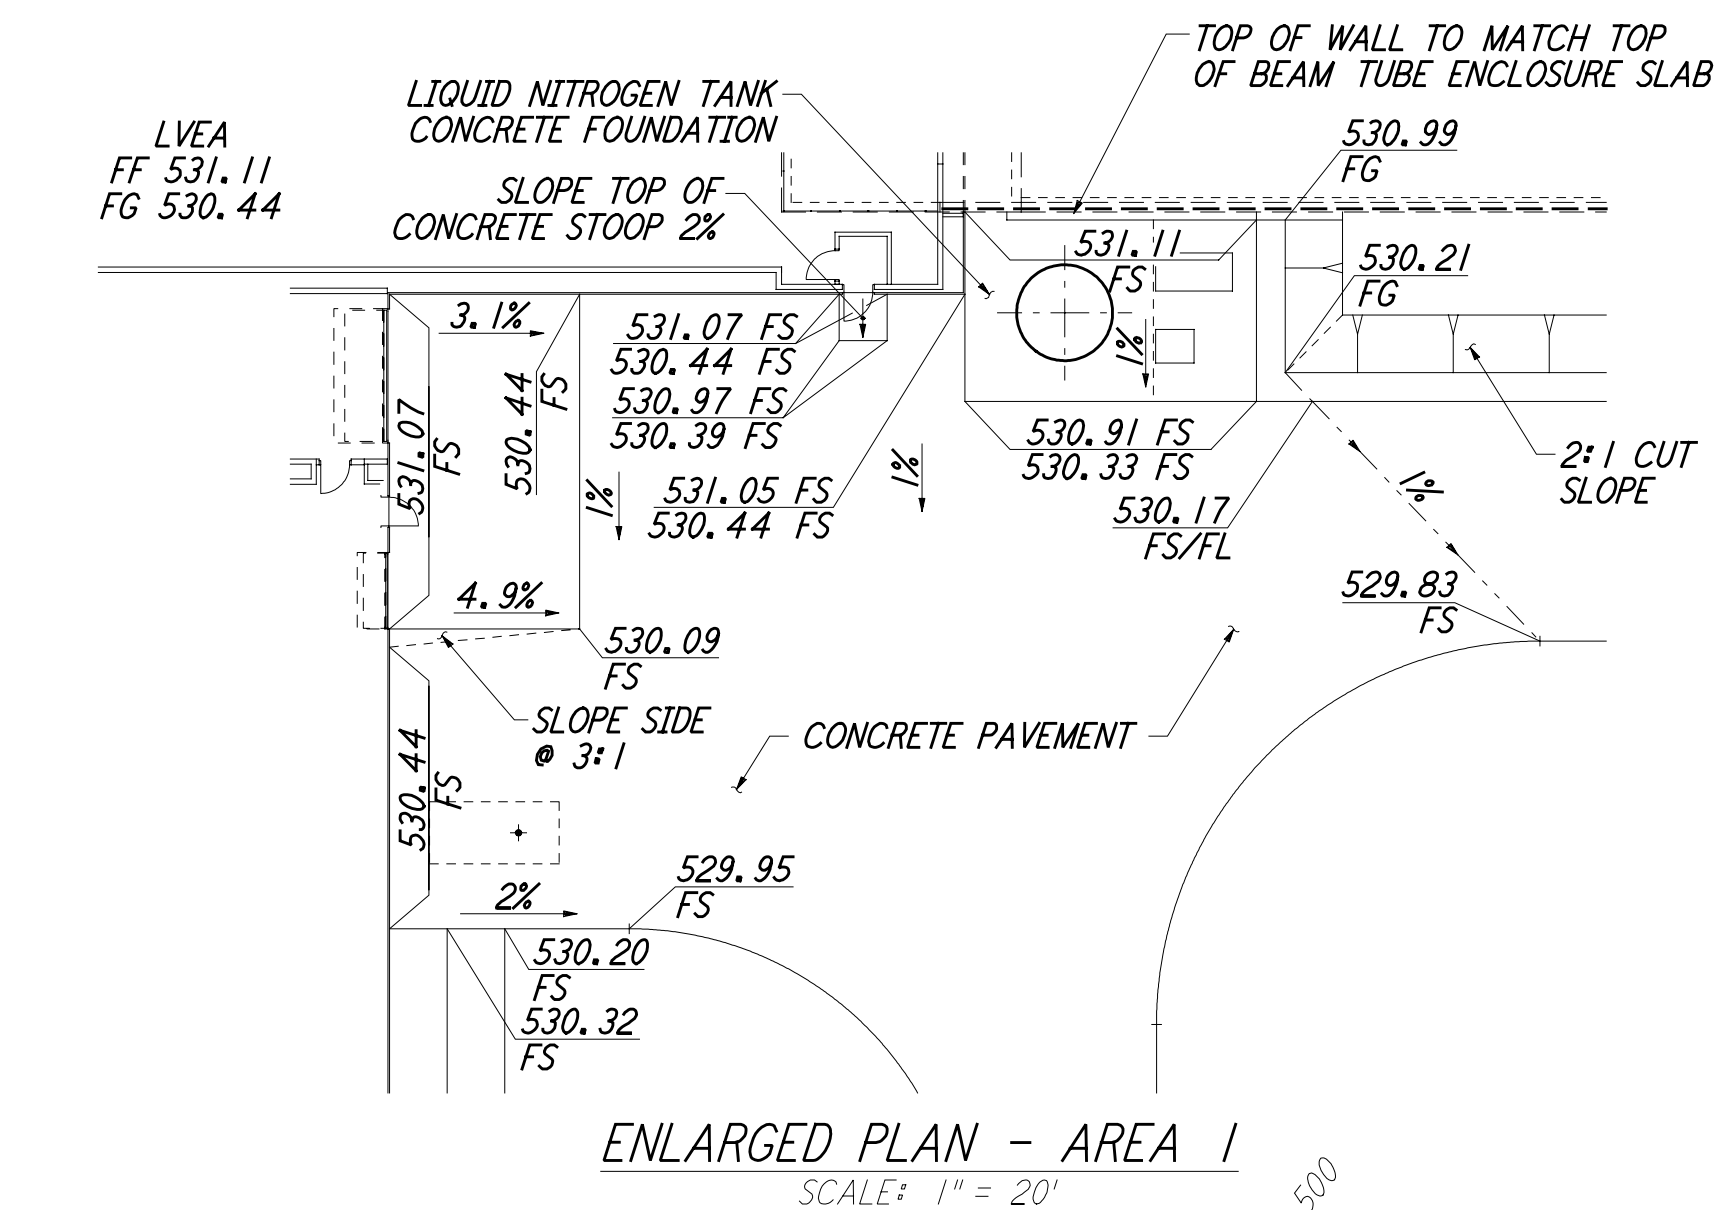 TOP OF WALL TO MATCH TOP
OF BEAM TUBE ENCLOSURE SLAB
LIQUID NITROGEN TANK
CONCRETE FOUNDATION
LVEA
FF 531.11
FG 530.44
530.99
FG
SLOPE TOP OF
CONCRETE STOOP 2%
531.11
FS
530.21
FG
3.1%
531.07 FS
530.44 FS
530.97 FS
530.39 FS
1%
530.44
FS
531.07
FS
530.91 FS
530.33 FS
2:1 CUT
SLOPE
1%
1%
531.05 FS
530.44 FS
1%
530.17
FS/FL
4.9%
529.83
FS
530.09
FS
SLOPE SIDE
@ 3:1
CONCRETE PAVEMENT
530.44
FS
529.95
FS
2%
530.20
FS
530.32
FS
ENLARGED PLAN - AREA 1
SCALE: 1" = 20'
500